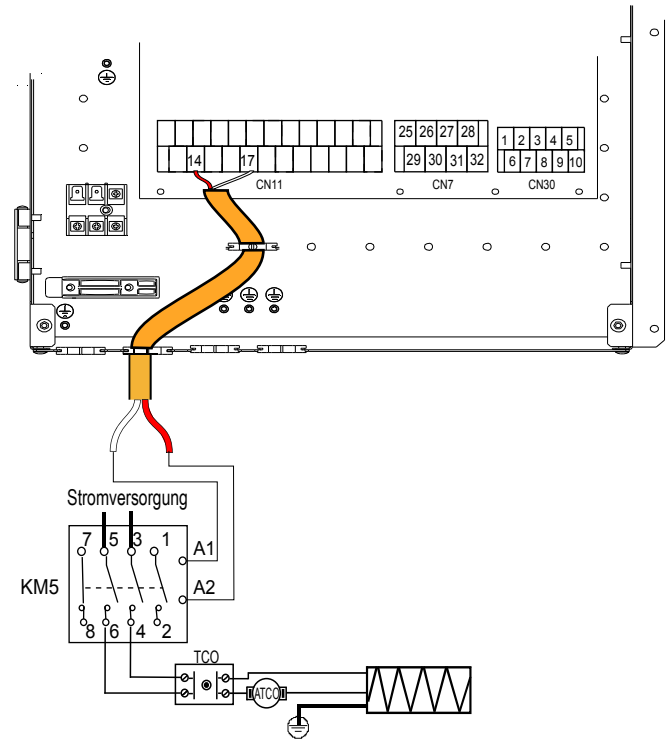 25 26 27 28
1 2 3 4 5
14 17
29 30 31 32
6 7 8 9 10
CN11
CN7
CN30
Stromversorgung
7 5 3 1
A1
KM5
A2
8 6 4 2
TCO
ATCO